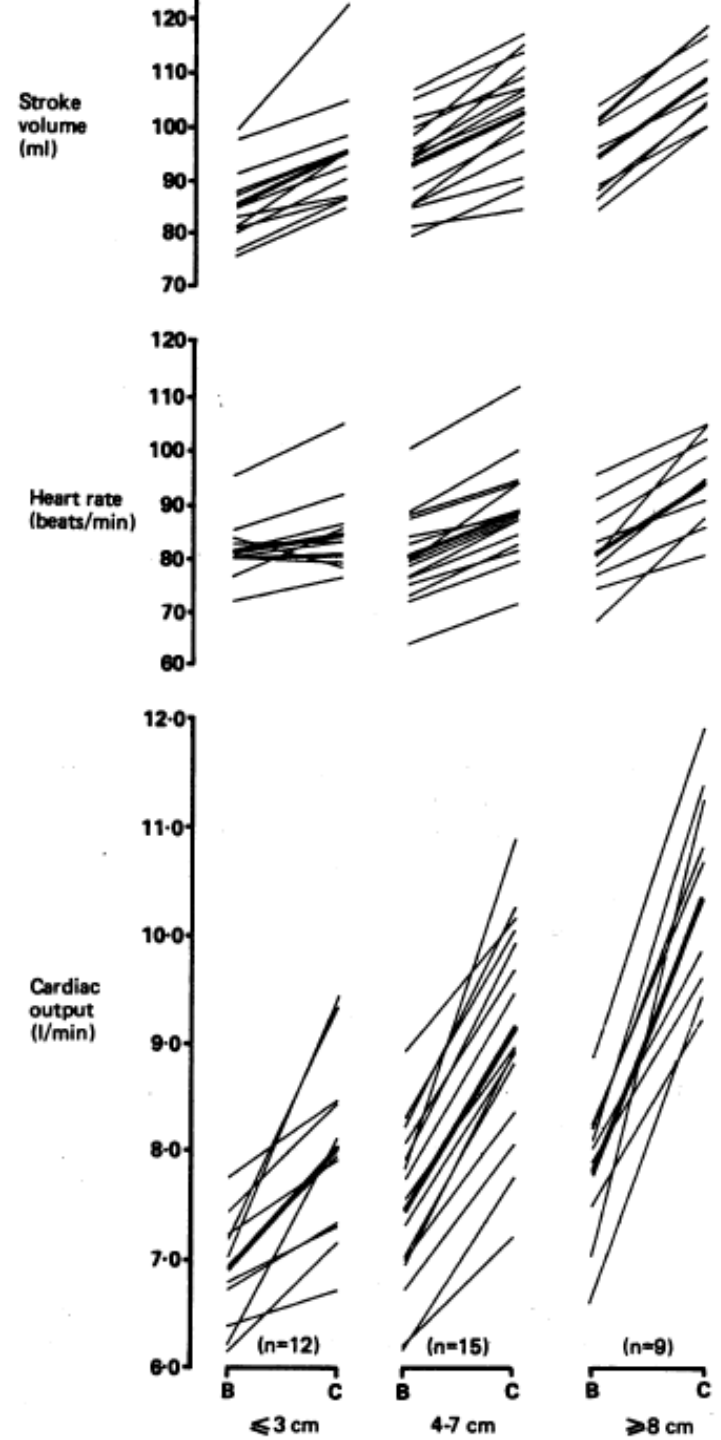 120
110
Stroke
volume
(ml)
100
90
80
70
120
110
100
Heart rate
(beats/min)
90
80
70
60
12·0
11·0
10·0
Cardiac
output
(l/min)
9·0
8·0
7·0
6·0
(n=12)
(n=15)
(n=9)
B
C
B
C
B
C
⩽3 cm
4-7 cm
⩾8 cm